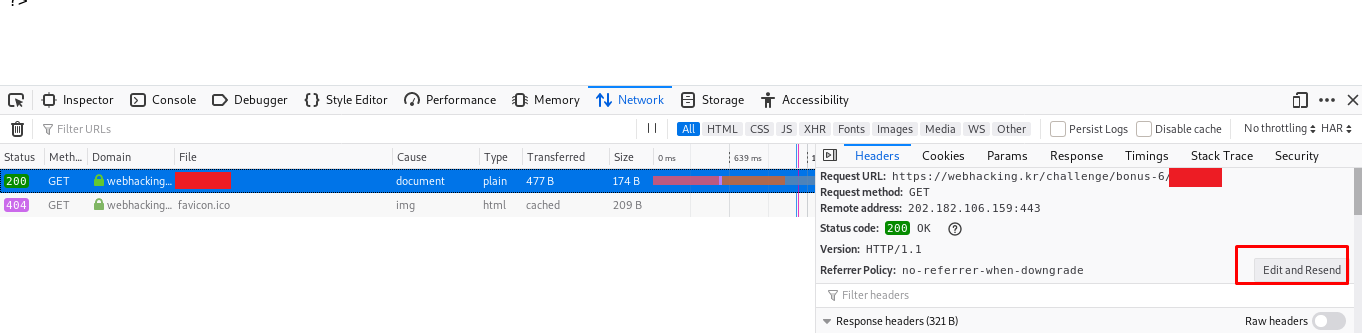 ?>
Inspector Console Debugger Style Editor Performance Memory Network Storage Accessibility
Filter URLs All HTML CSS JS XHR Fonts Images Media WS Other Persist Logs Disable cache No throttling HAR
Status Meth... Domain File Cause Type Transferred Size 0 ms 639 ms 1
Headers Cookies Params Response Timings Stack Trace Security
200 GET webhacking... document plain 477 B 174 B
404 GET webhacking... favicon.ico img html cached 209 B
Request URL: https://webhacking.kr/challenge/bonus-6/
Request method: GET
Remote address: 202.182.106.159:443
Status code: 200 OK ?
Version: HTTP/1.1
Referrer Policy: no-referrer-when-downgrade Edit and Resend
Filter headers
Response headers (321 B) Raw headers